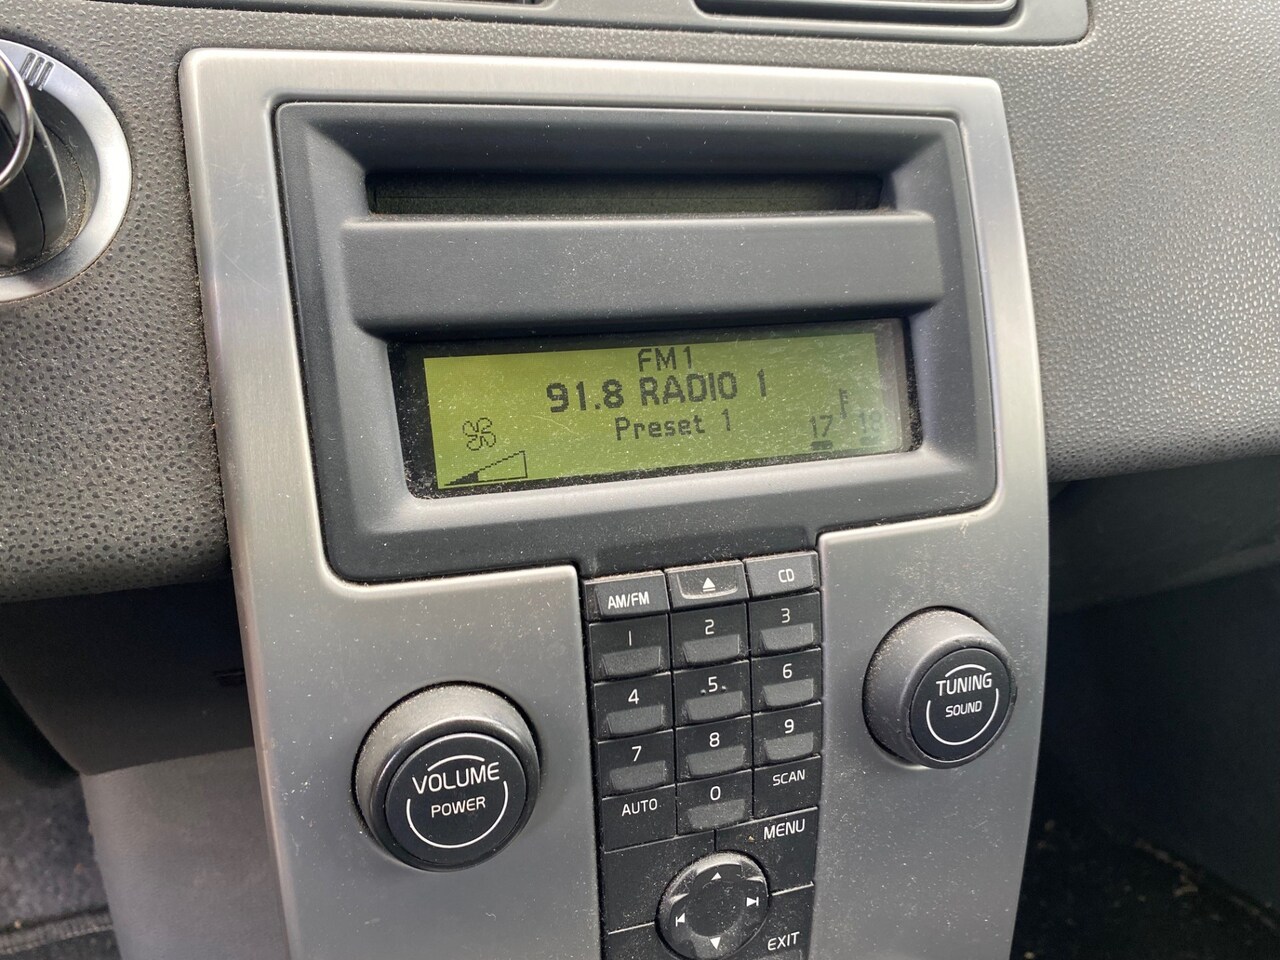 FM1
91.8 RADIO 1
Preset 1
17 18
AM/FM CD
1 2 3
4 5 6
7 8 9
AUTO 0 SCAN
MENU
EXIT
VOLUME
POWER
TUNING
SOUND